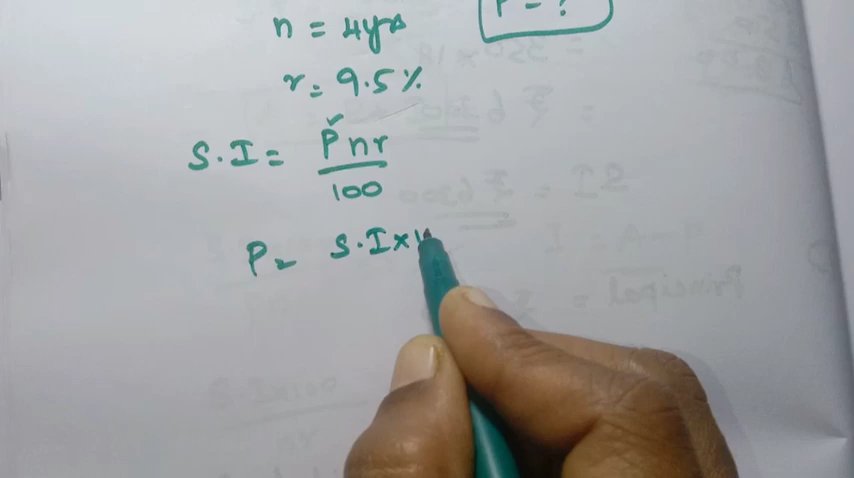 n = 4yrs
P = ?
r = 9.5%
S.I = Pnr
100
P = S.I × 1